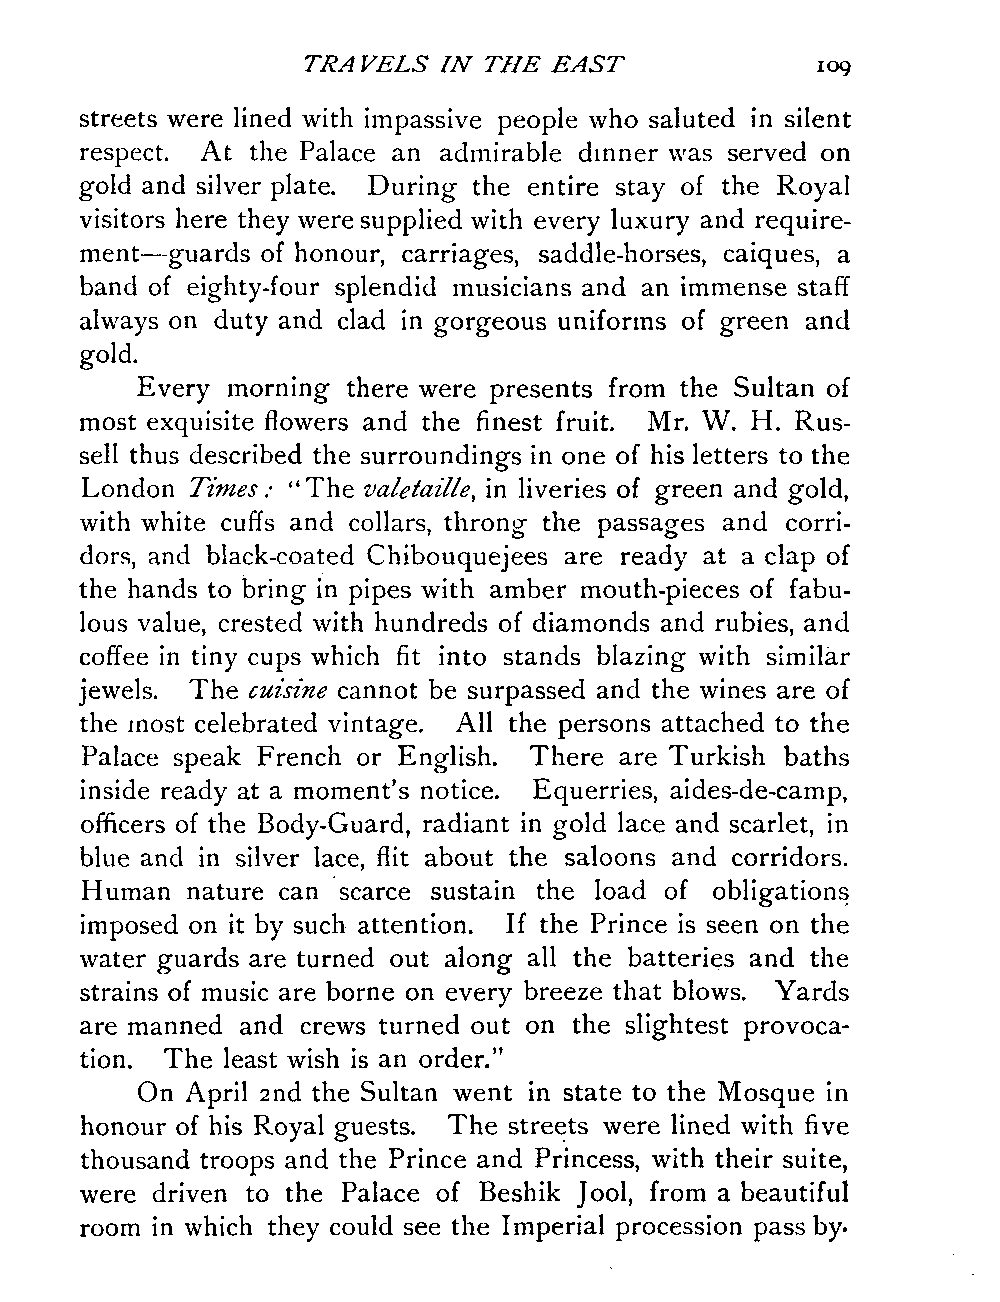 TRAVELS IN THE EAST 109
streets were lined with impassive people who saluted in silent
respect. At the Palace an admirable dinner was served on
gold and silver plate. During the entire stay of the Royal
visitors here they were supplied with every luxury and require-
ment—guards of honour, carriages, saddle-horses, caiques, a
band of eighty-four splendid musicians and an immense staff
always on duty and clad in gorgeous uniforms of green and
gold.
Every morning there were presents from the Sultan of
most exquisite flowers and the finest fruit. Mr. W. H. Rus-
sell thus described the surroundings in one of his letters to the
London Times: "The valetaille, in liveries of green and gold,
with white cuffs and collars, throng the passages and corri-
dors, and black-coated Chibouquejees are ready at a clap of
the hands to bring in pipes with amber mouth-pieces of fabu-
lous value, crested with hundreds of diamonds and rubies, and
coffee in tiny cups which fit into stands blazing with similar
jewels. The cuisine cannot be surpassed and the wines are of
the most celebrated vintage. All the persons attached to the
Palace speak French or English. There are Turkish baths
inside ready at a moment's notice. Equerries, aides-de-camp,
officers of the Body-Guard, radiant in gold lace and scarlet, in
blue and in silver lace, flit about the saloons and corridors.
Human nature can scarce sustain the load of obligations
imposed on it by such attention. If the Prince is seen on the
water guards are turned out along all the batteries and the
strains of music are borne on every breeze that blows. Yards
are manned and crews turned out on the slightest provoca-
tion. The least wish is an order."
On April 2nd the Sultan went in state to the Mosque in
honour of his Royal guests. The streets were lined with five
thousand troops and the Prince and Princess, with their suite,
were driven to the Palace of Beshik Jool, from a beautiful
room in which they could see the Imperial procession pass by.